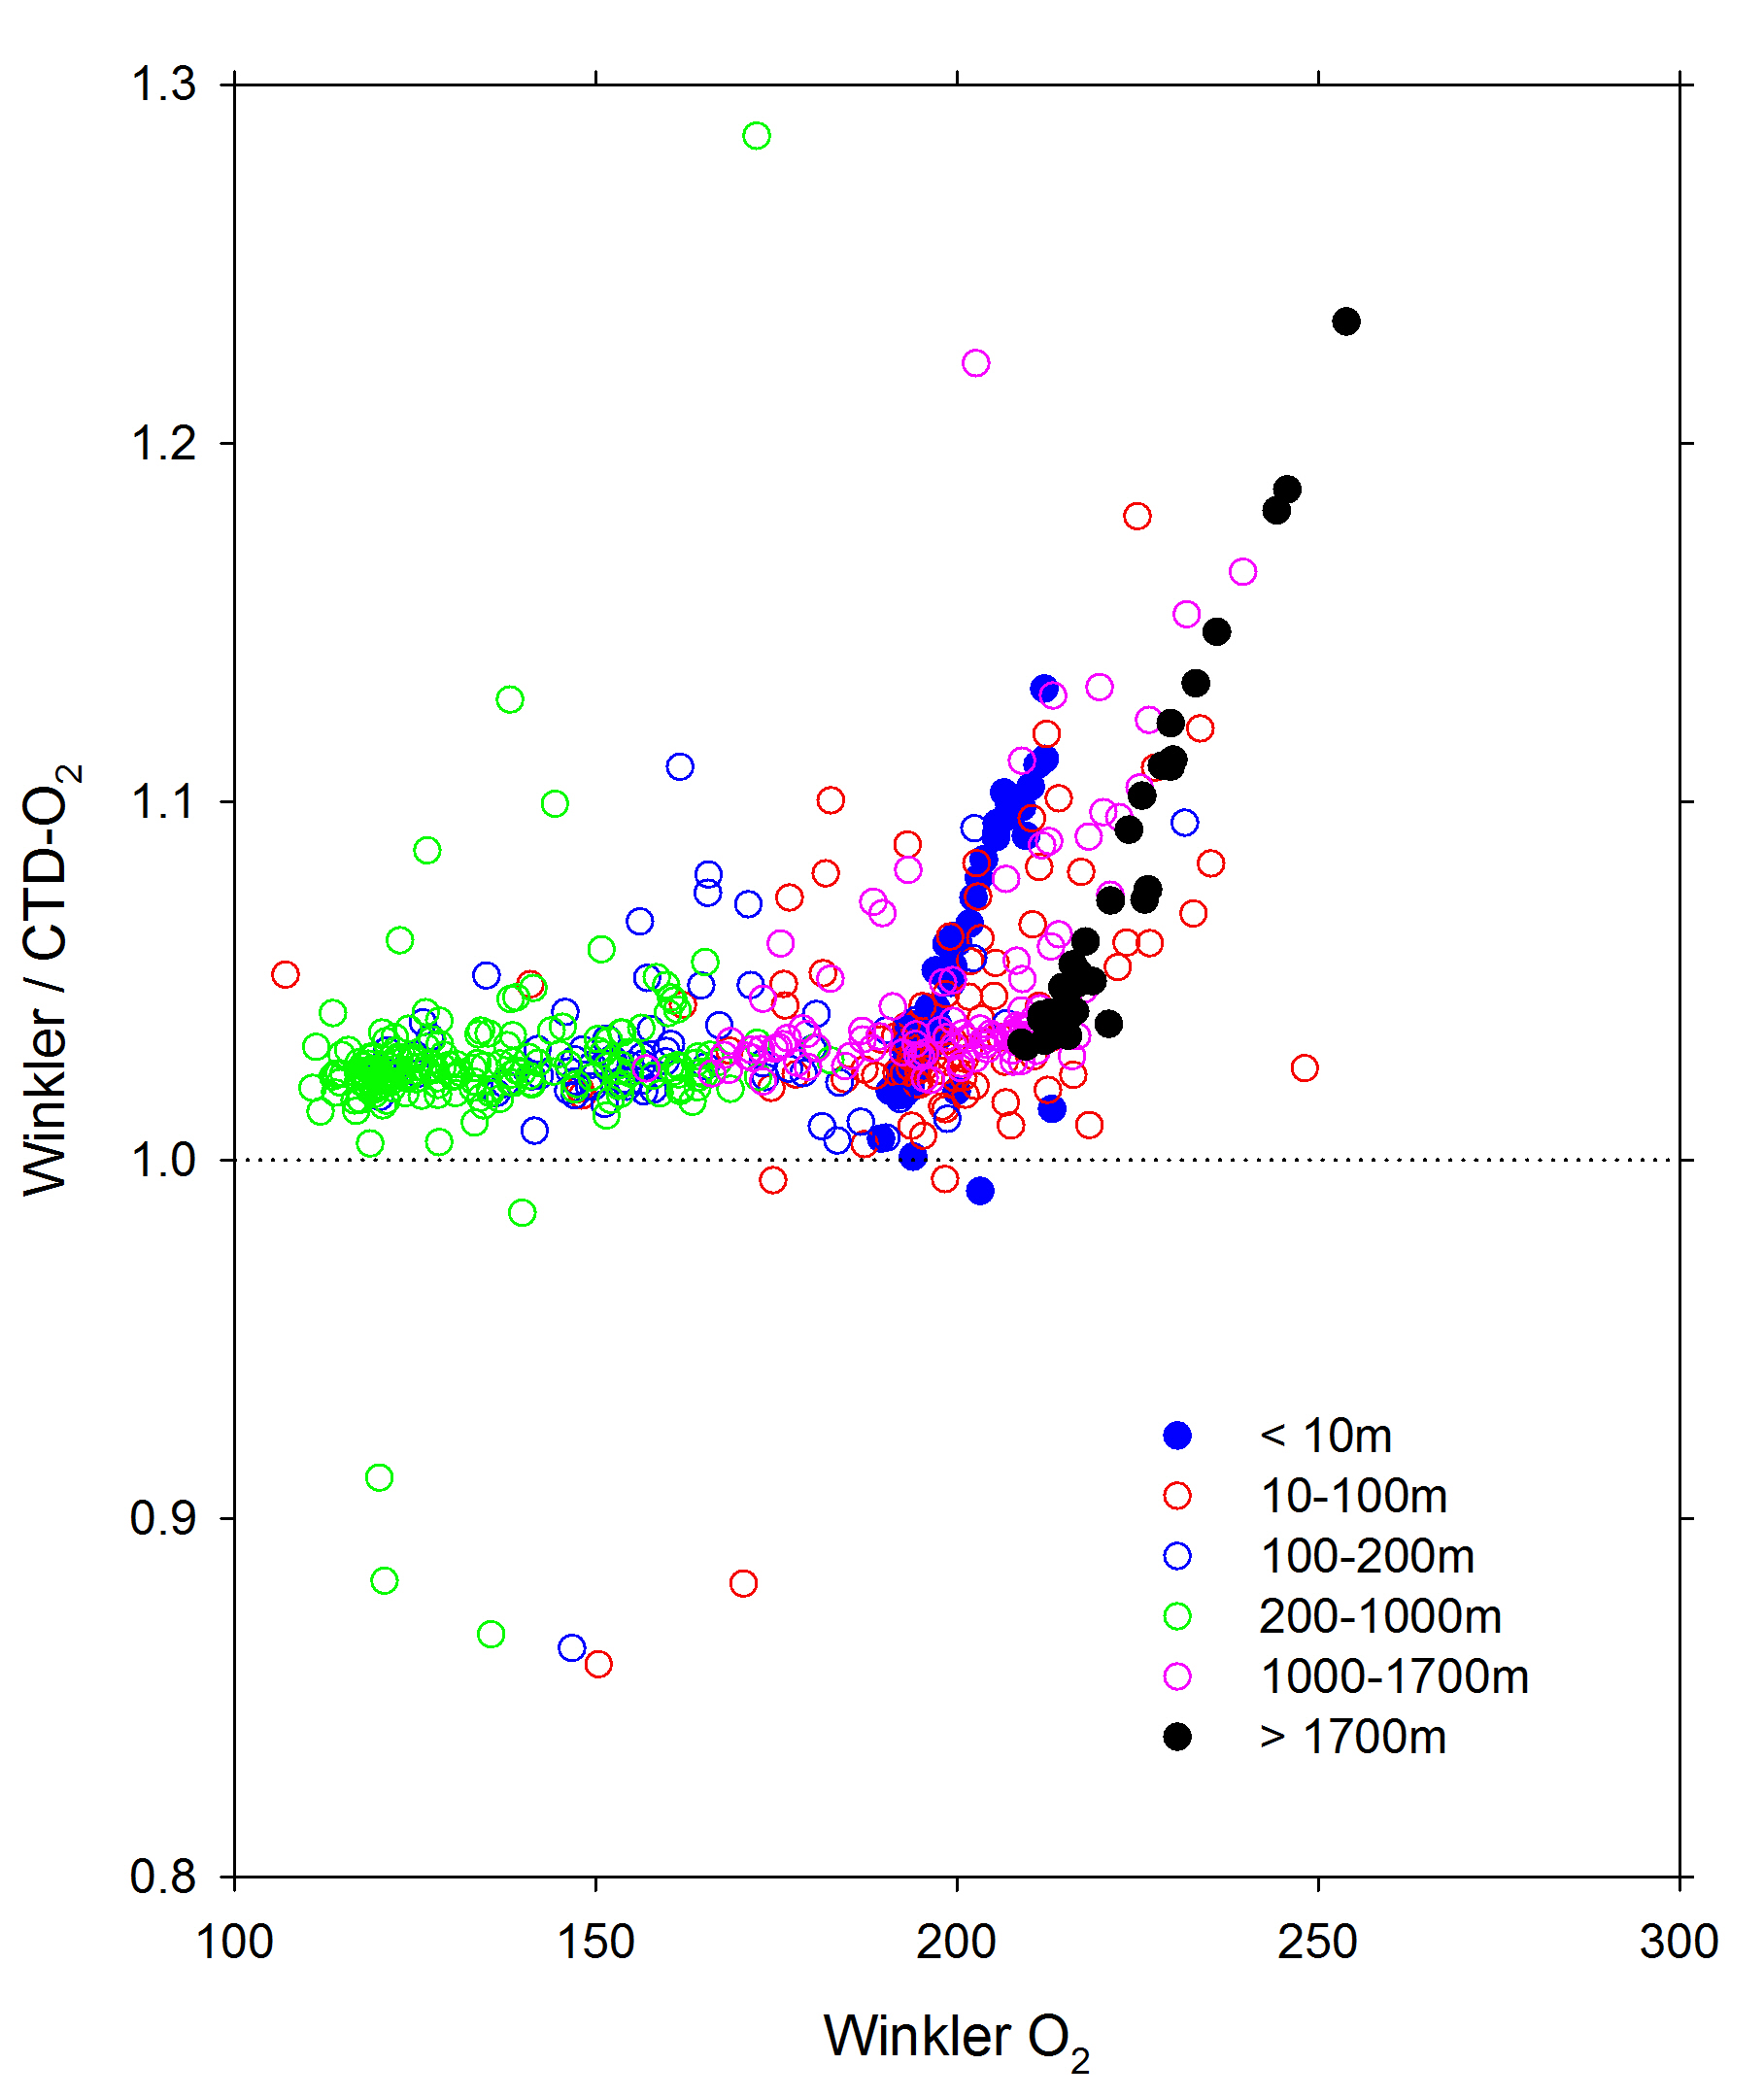 1.3
1.2
1.1
1.0
0.9
0.8
Winkler / CTD-O₂
< 10m
10-100m
100-200m
200-1000m
1000-1700m
> 1700m
100 150 200 250 300
Winkler O₂